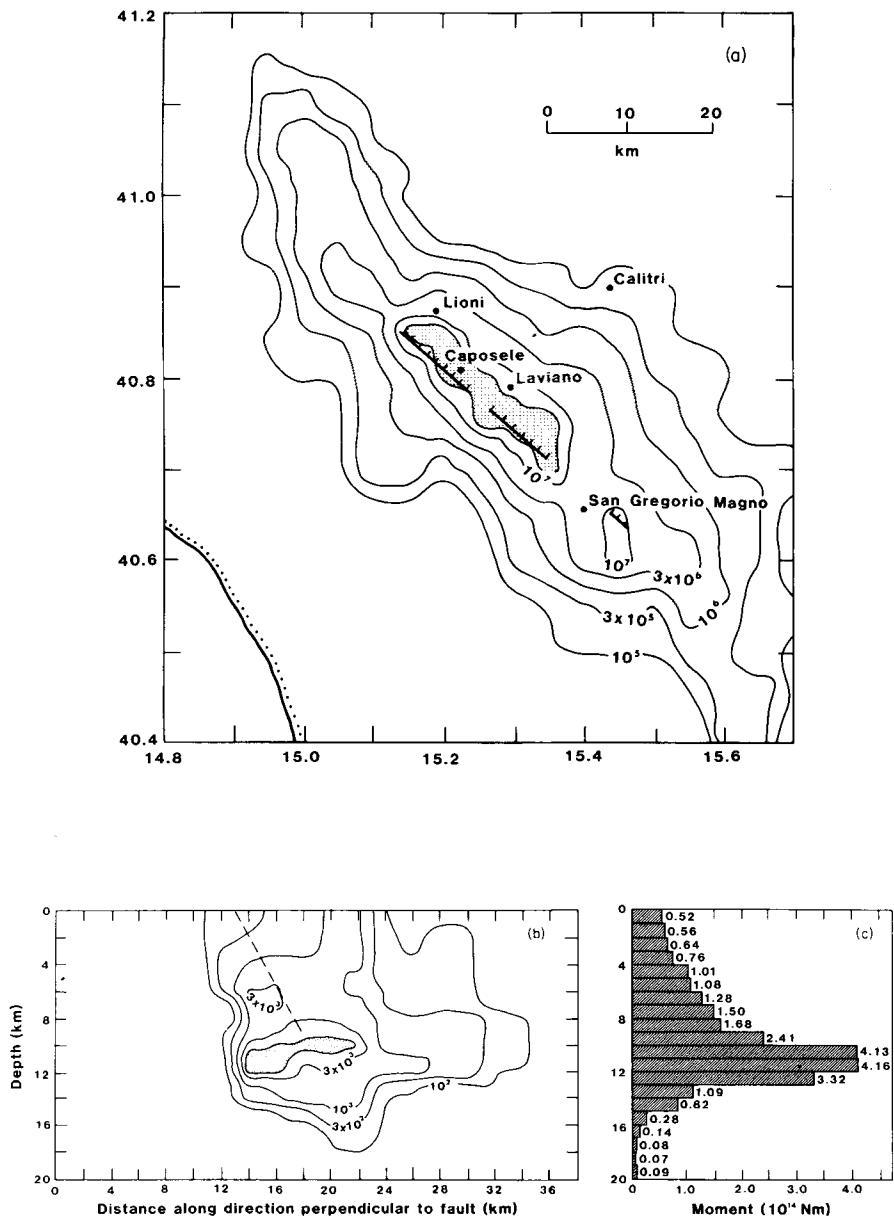 41.2
(a)
0 10 20
km
41.0
Calitri
Lioni
Caposele
40.8
Laviano
10⁷
San Gregorio Magno
10⁷
3x10⁶
40.6
3x10⁵
10⁶
10⁵
40.4
14.8 15.0 15.2 15.4 15.6
0
(b)
4
3x10³
8
Depth (km)
12
3x10³
10²
10³
3x10²
16
20
0 4 8 12 16 20 24 28 32 36
Distance along direction perpendicular to fault (km)
0
0.52
(c)
0.56
0.64
0.76
4
1.01
1.08
1.28
1.50
8
1.68
2.41
4.13
4.16
12
3.32
1.09
0.82
0.28
16
0.14
0.08
0.07
0.09
20
0 1.0 2.0 3.0 4.0
Moment (10¹⁴ Nm)